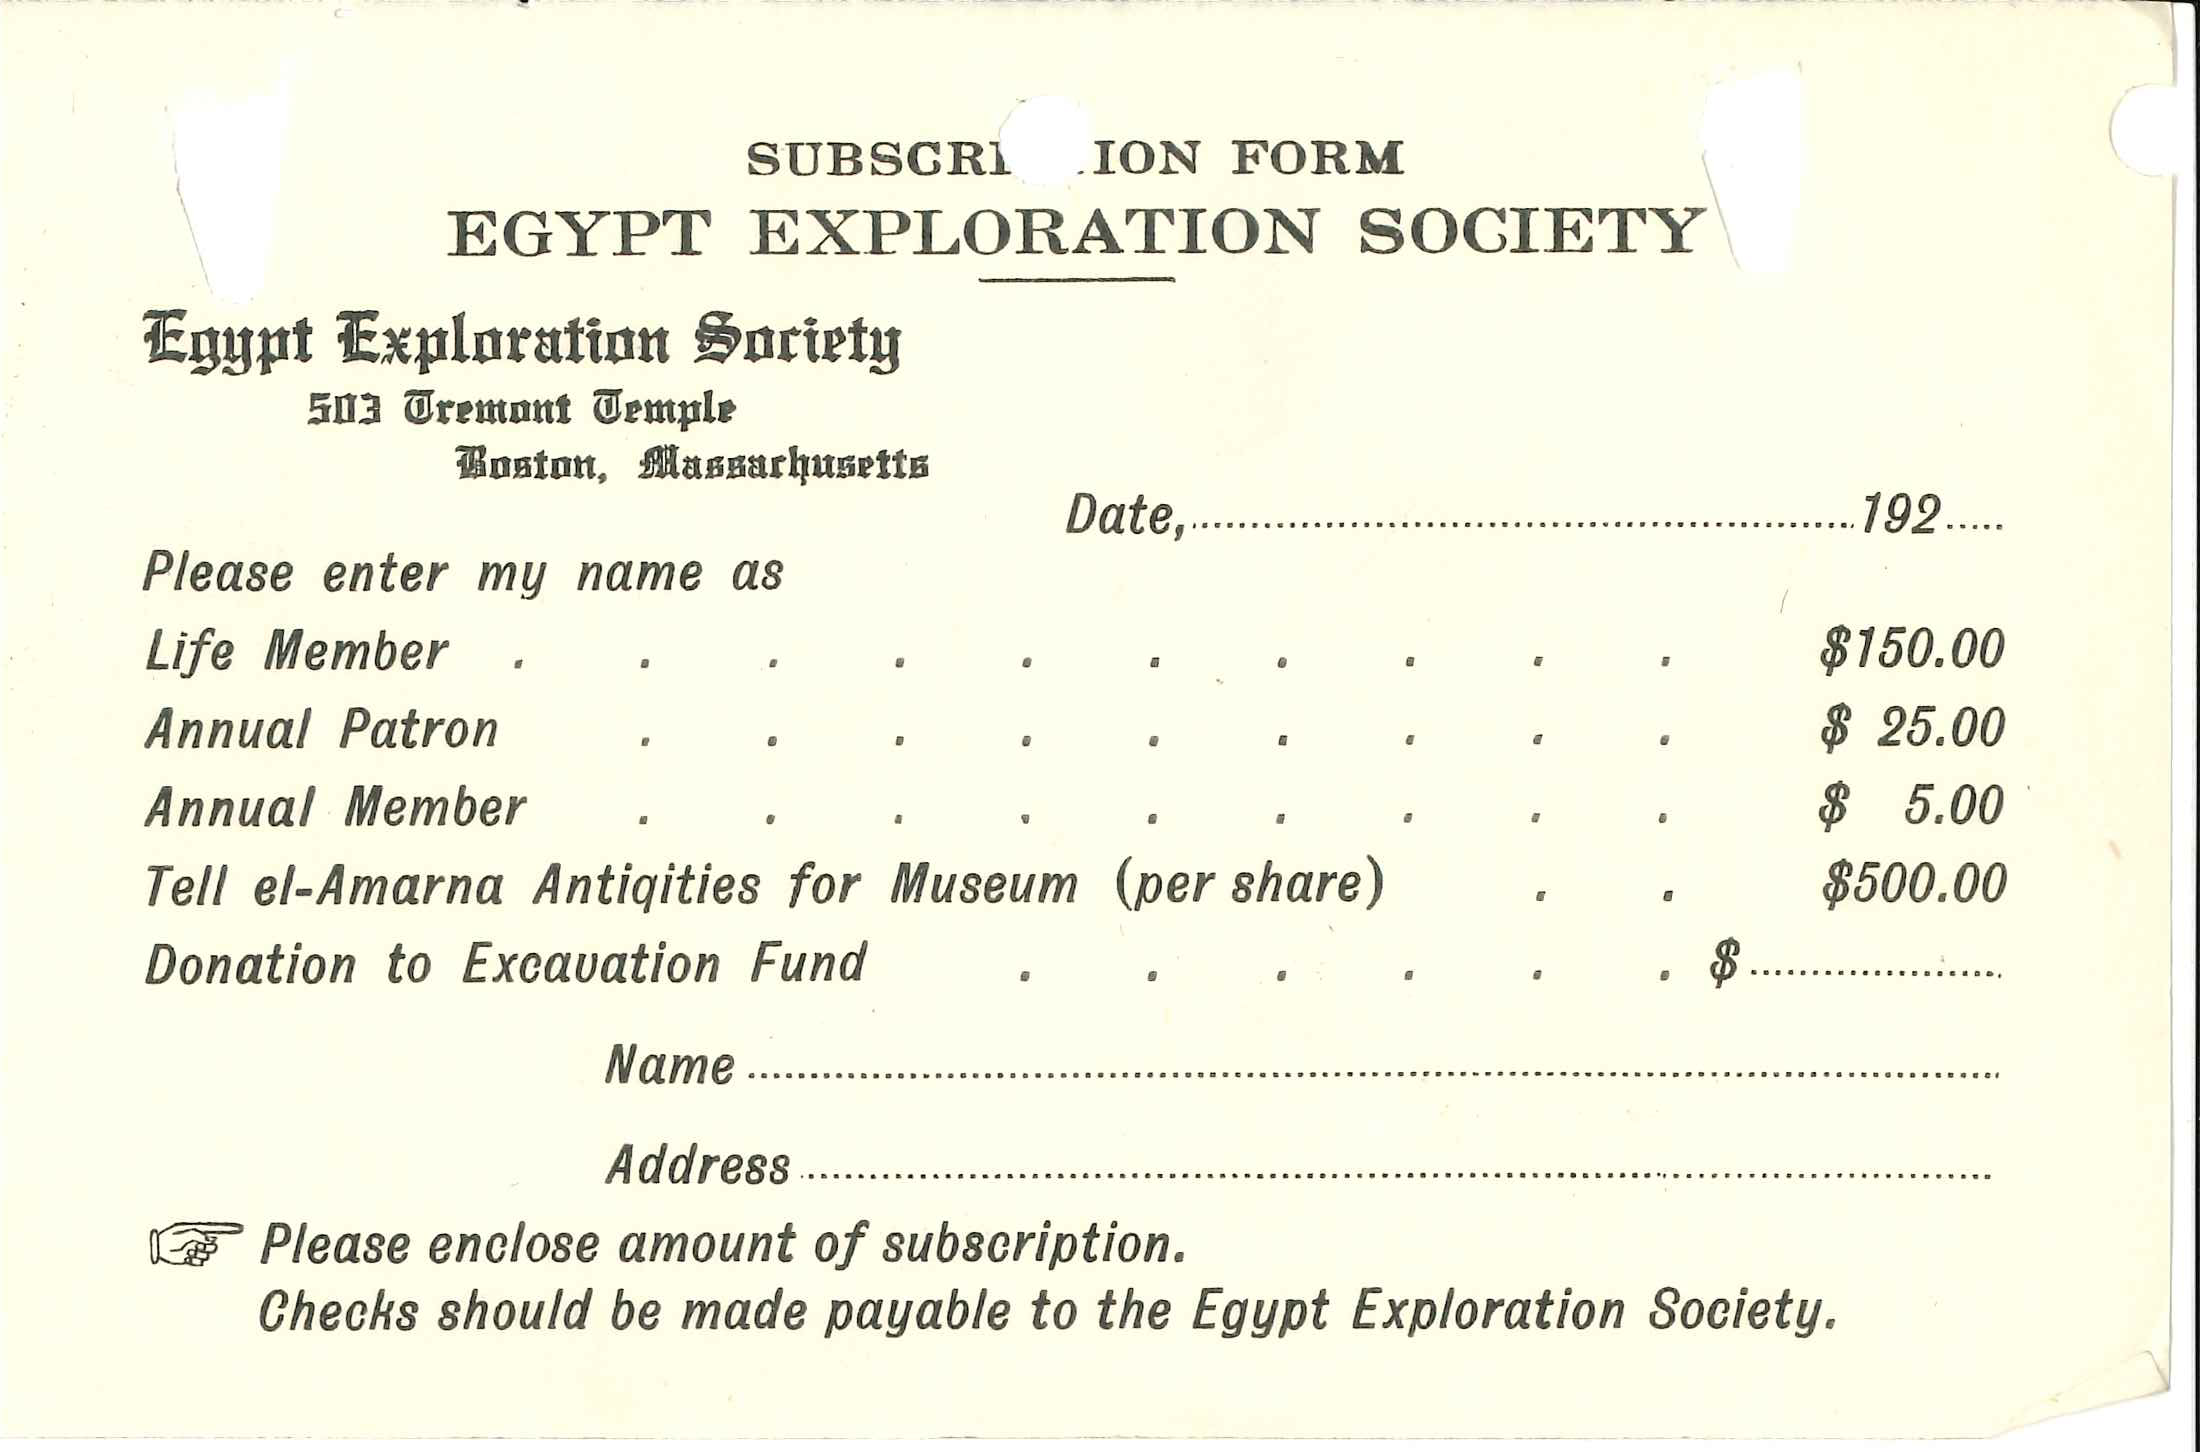 SUBSCRI  ION FORM
EGYPT EXPLORATION SOCIETY
Egypt Exploration Society
503 Tremont Temple
Boston, Massachusetts
Date,..................................................192.....
Please enter my name as
Life Member . . . . . . . . . . $150.00
Annual Patron . . . . . . . . . $ 25.00
Annual Member . . . . . . . . . $ 5.00
Tell el-Amarna Antiqities for Museum (per share) . . $500.00
Donation to Excavation Fund . . . . . . $....................
Name....................................................................................................
Address................................................................................................
☞ Please enclose amount of subscription.
Checks should be made payable to the Egypt Exploration Society.